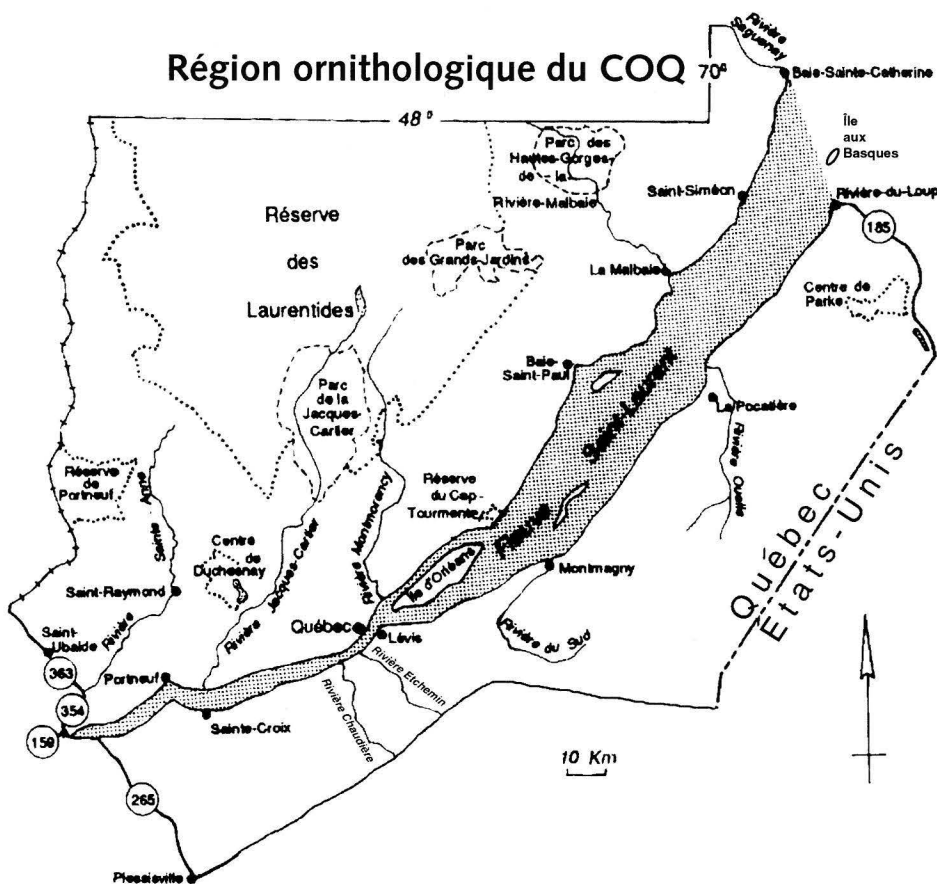 Rivière
Saguenay
Région ornithologique du COQ
70°
Baie-Sainte-Catherine
48°
Île
aux
Basques
Parc des
Hautes-Gorges-
de-la
Rivière-Malbaie
Saint-Siméon
Rivière-du-Loup
185
Réserve
des
Laurentides
Parc
des Grands-Jardins
La Malbaie
Centre de
Parke
Baie-
Saint-Paul
Fleuve Saint-Laurent
Parc
de la
Jacques-
Cartier
La Pocatière
Rivière Ouelle
Réserve
de
Portneuf
Rivière Sainte Anne
Centre
de
Duchesnay
Rivière Jacques-Cartier
Rivière Montmorency
Réserve
du Cap-
Tourmente
Île d'Orléans
Montmagny
Québec
États-Unis
Saint-Raymond
Québec
Lévis
Rivière du Sud
Saint-
Ubalde
363
354
159
Portneuf
Sainte-Croix
Rivière Etchemin
Rivière Chaudière
10 Km
265
Plessisville